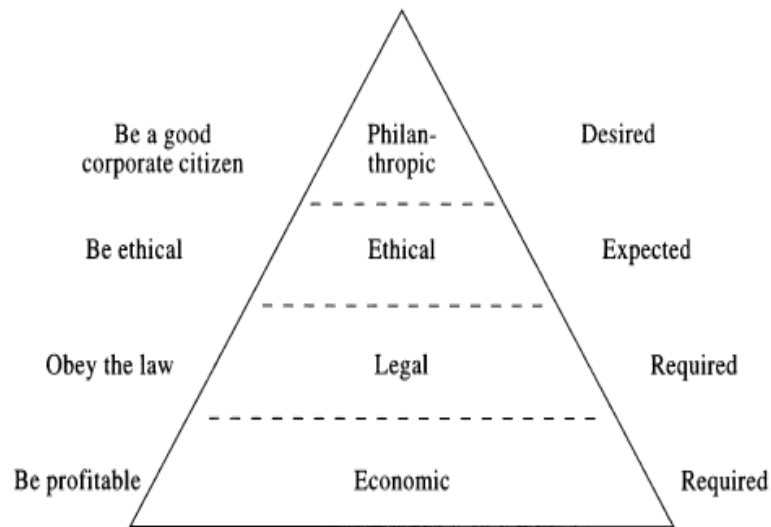 Be a good
corporate citizen
Philan-
thropic
Desired
Be ethical
Ethical
Expected
Obey the law
Legal
Required
Be profitable
Economic
Required